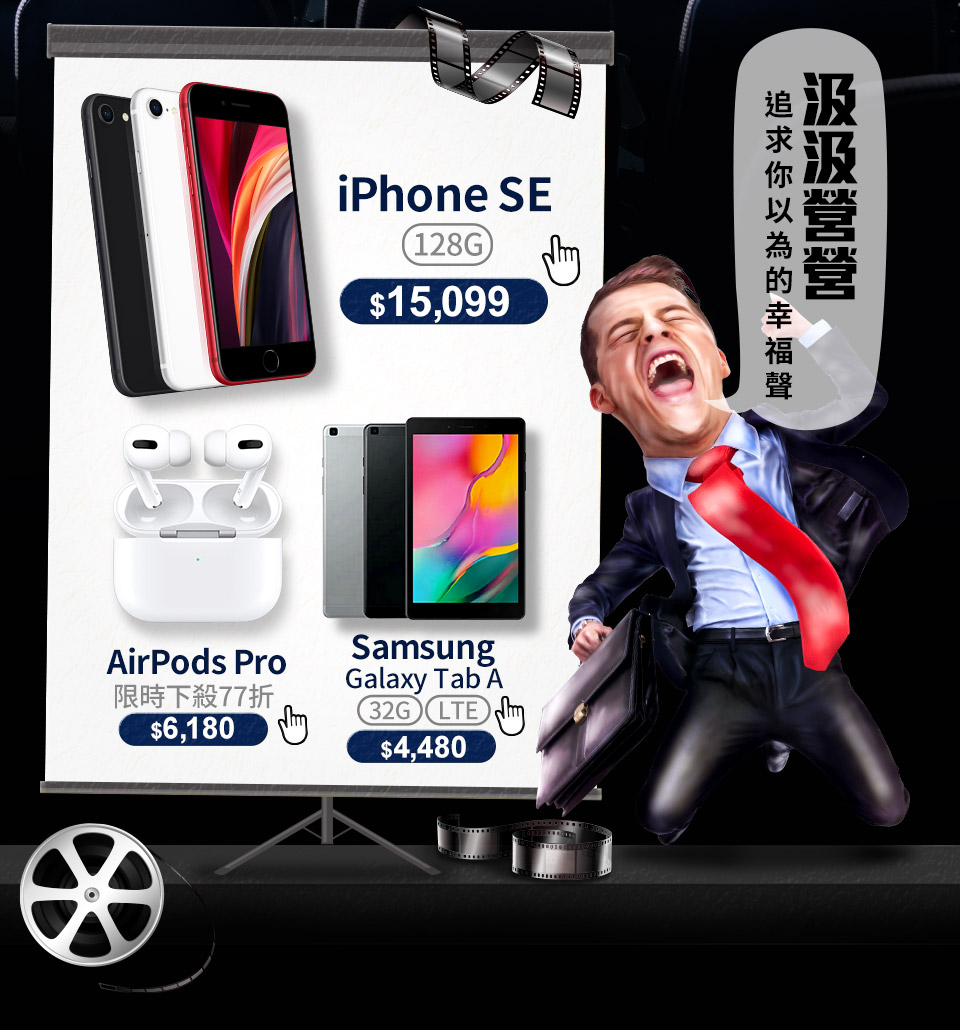 iPhone SE
128G
$15,099
AirPods Pro
限時下殺77折
$6,180
Samsung
Galaxy Tab A
32G LTE
$4,480
汲汲營營
追求你以為的幸福聲